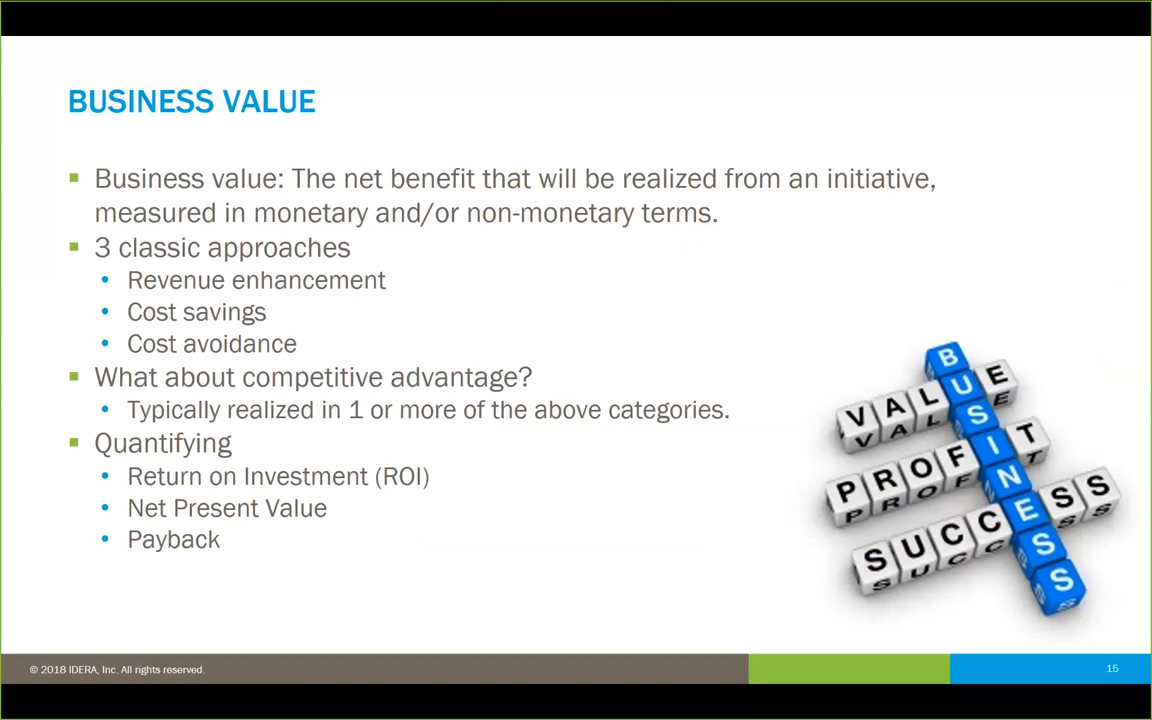 BUSINESS VALUE
▪ Business value: The net benefit that will be realized from an initiative,
measured in monetary and/or non-monetary terms.
▪ 3 classic approaches
• Revenue enhancement
• Cost savings
• Cost avoidance
▪ What about competitive advantage?
• Typically realized in 1 or more of the above categories.
▪ Quantifying
• Return on Investment (ROI)
• Net Present Value
• Payback
BUSINESS
VALUE
PROFIT
SUCCESS
© 2018 IDERA, Inc. All rights reserved.
15